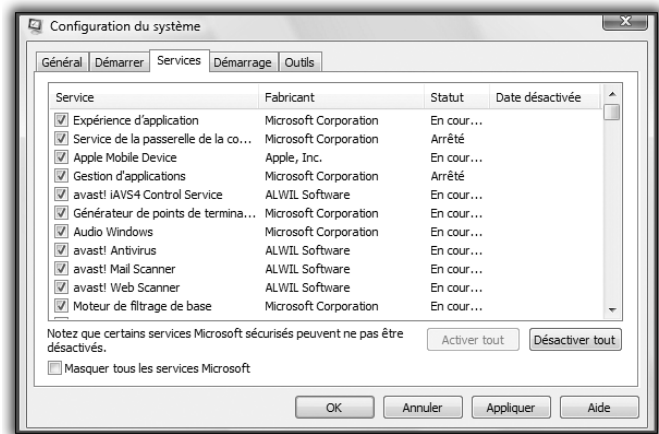 Configuration du système
Général Démarrer Services Démarrage Outils
Service Fabricant Statut Date désactivée
Expérience d'application Microsoft Corporation En cour...
Service de la passerelle de la co... Microsoft Corporation Arrêté
Apple Mobile Device Apple, Inc. En cour...
Gestion d'applications Microsoft Corporation Arrêté
avast! iAVS4 Control Service ALWIL Software En cour...
Générateur de points de termina... Microsoft Corporation En cour...
Audio Windows Microsoft Corporation En cour...
avast! Antivirus ALWIL Software En cour...
avast! Mail Scanner ALWIL Software En cour...
avast! Web Scanner ALWIL Software En cour...
Moteur de filtrage de base Microsoft Corporation En cour...
Notez que certains services Microsoft sécurisés peuvent ne pas être
désactivés.
Activer tout Désactiver tout
Masquer tous les services Microsoft
OK Annuler Appliquer Aide